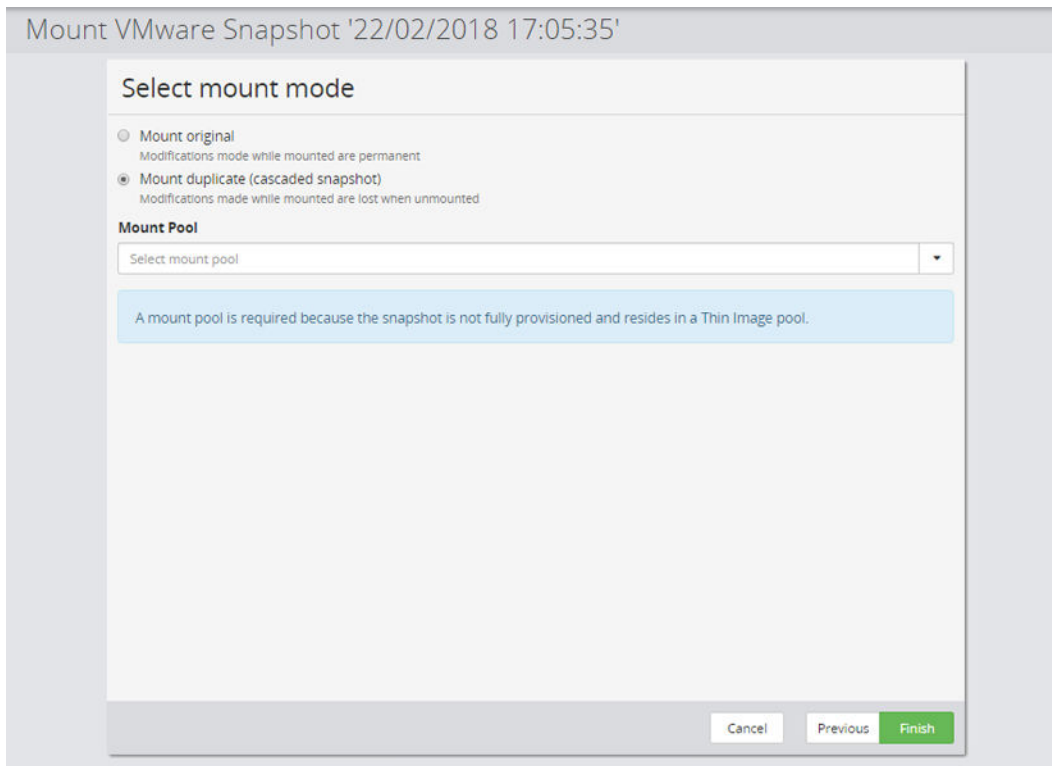 Mount VMware Snapshot '22/02/2018 17:05:35'
Select mount mode
Mount original
Modifications mode while mounted are permanent
Mount duplicate (cascaded snapshot)
Modifications made while mounted are lost when unmounted
Mount Pool
Select mount pool
A mount pool is required because the snapshot is not fully provisioned and resides in a Thin Image pool.
Cancel
Previous
Finish